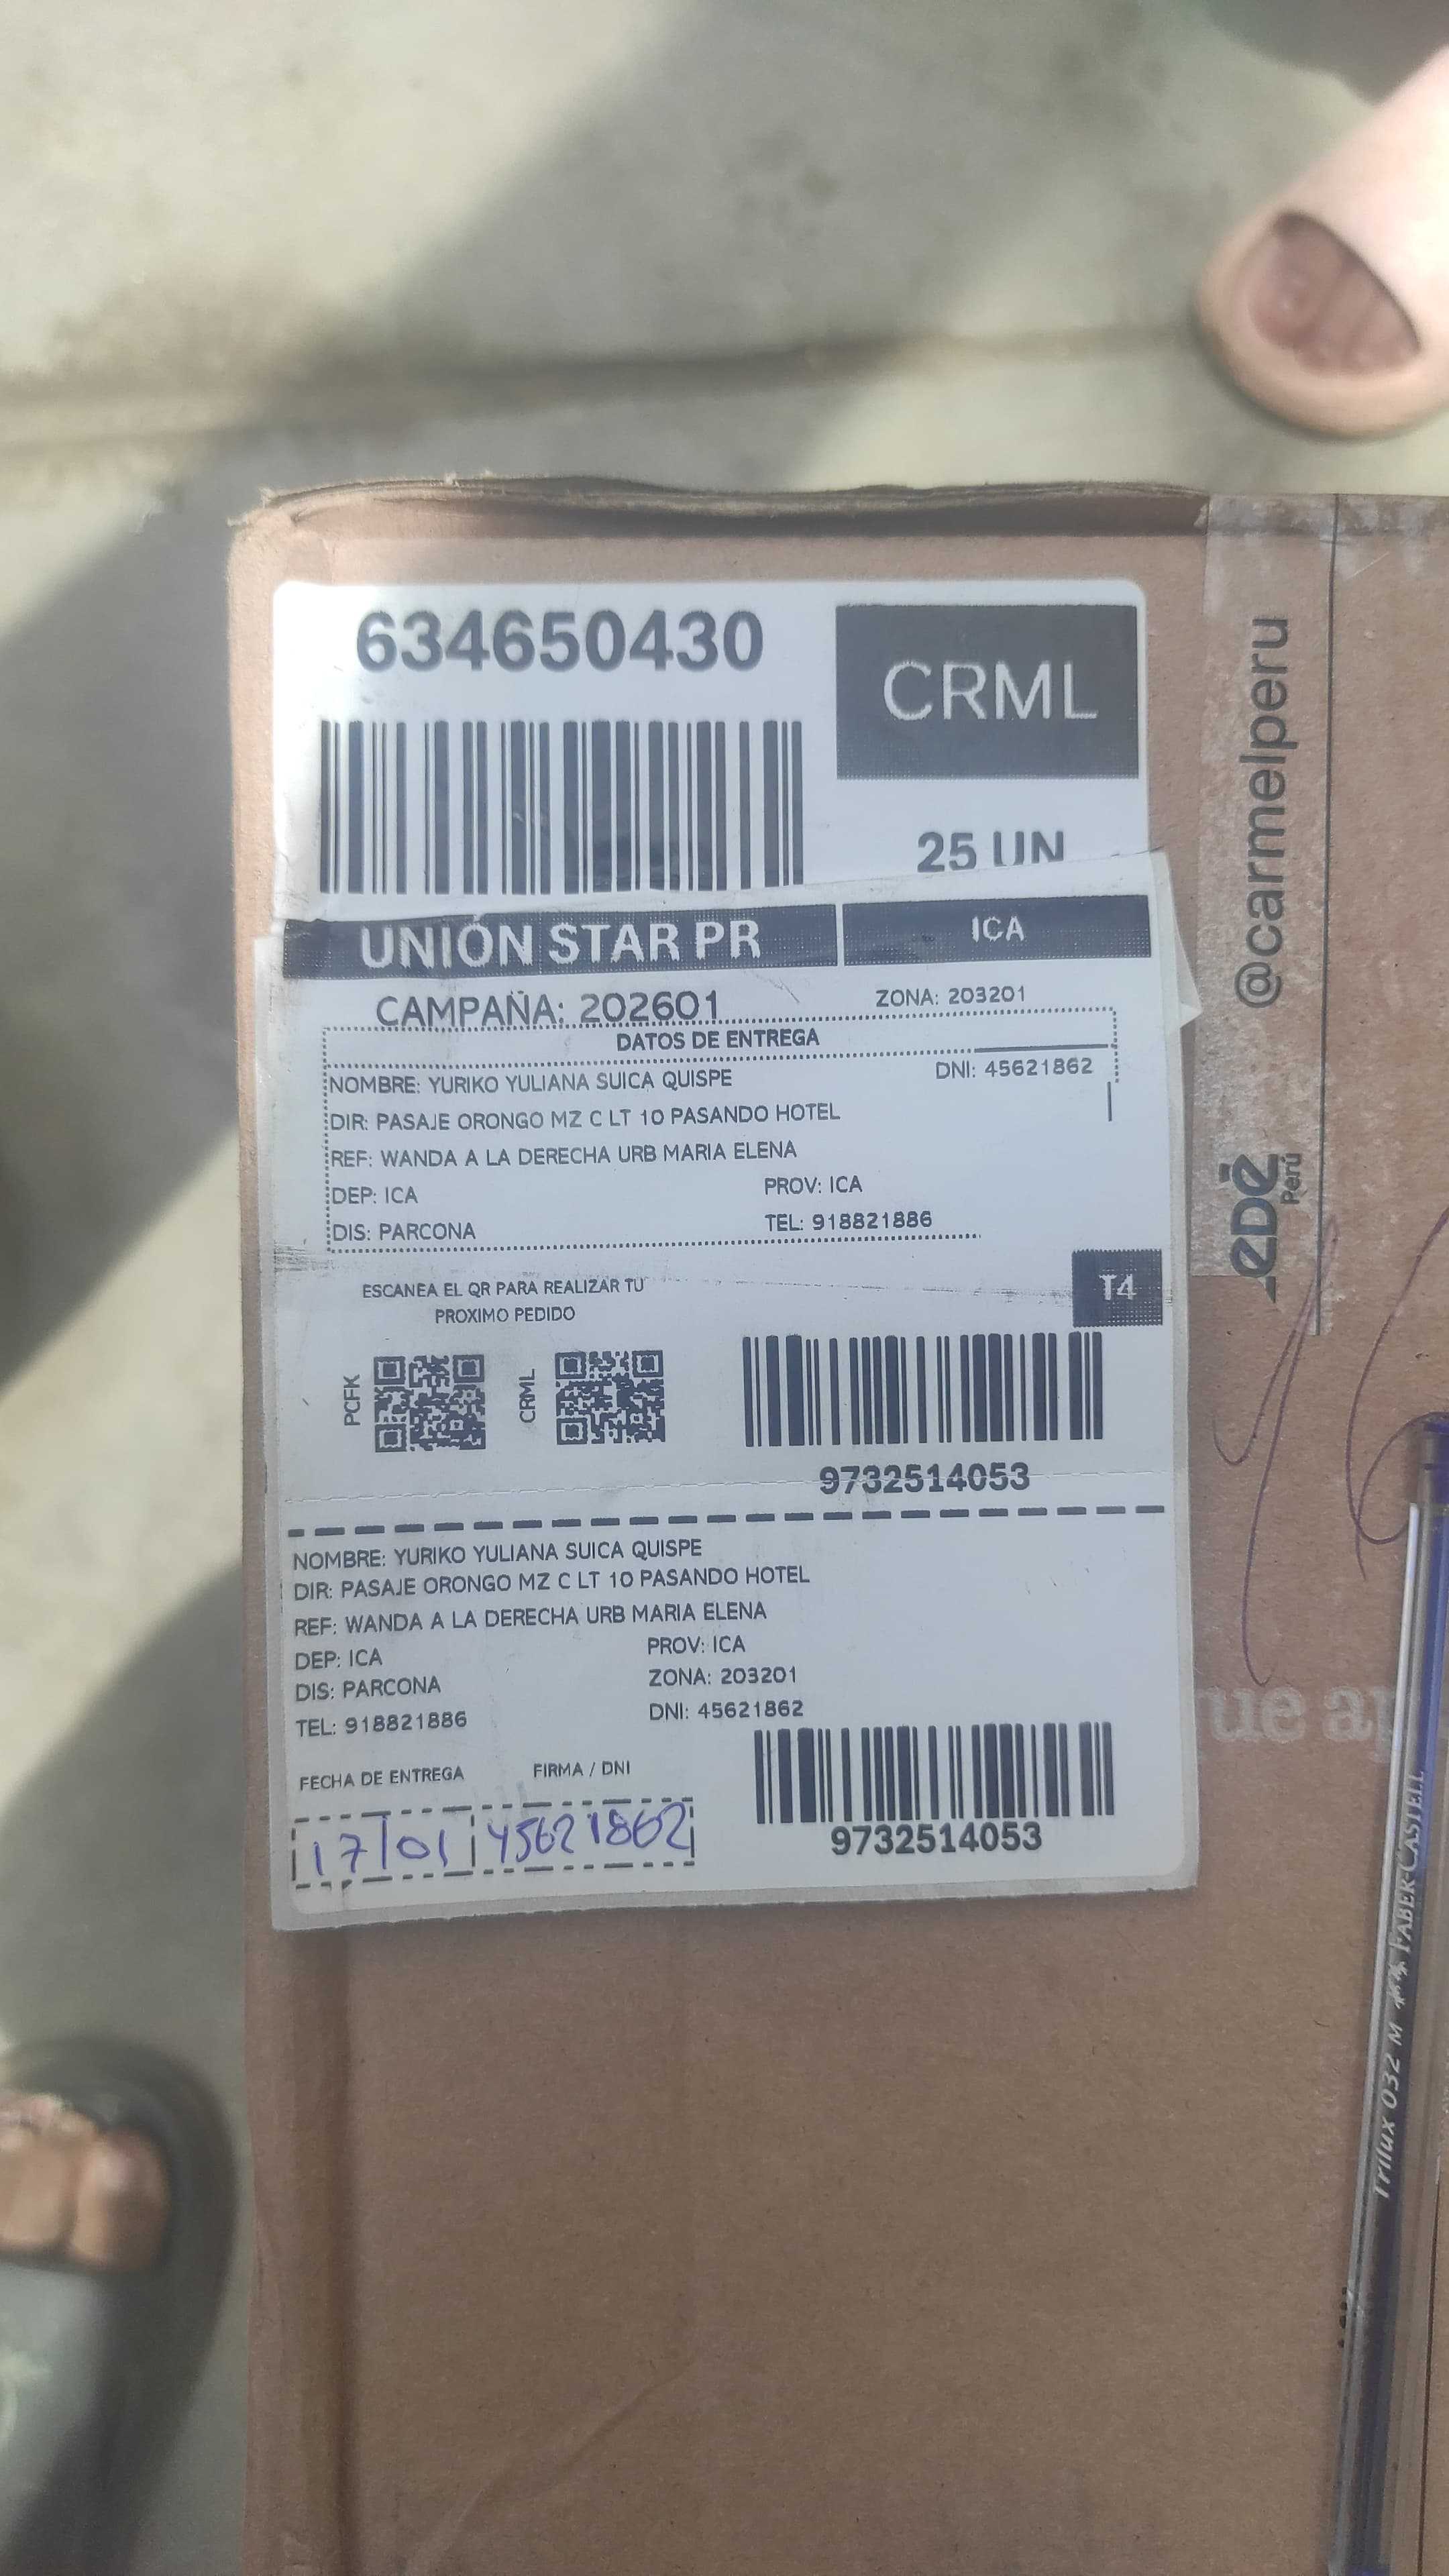 634650430
CRML
25 UN
UNIÓN STAR PR
ICA
CAMPAÑA: 202601
ZONA: 203201
DATOS DE ENTREGA
NOMBRE: YURIKO YULIANA SUICA QUISPE
DNI: 45621862
DIR: PASAJE ORONGO MZ C LT 10 PASANDO HOTEL
REF: WANDA A LA DERECHA URB MARIA ELENA
DEP: ICA
PROV: ICA
DIS: PARCONA
TEL: 918821886
T4
ESCANEA EL QR PARA REALIZAR TU
PROXIMO PEDIDO
PCFK
CRML
9732514053
NOMBRE: YURIKO YULIANA SUICA QUISPE
DIR: PASAJE ORONGO MZ C LT 10 PASANDO HOTEL
REF: WANDA A LA DERECHA URB MARIA ELENA
DEP: ICA
PROV: ICA
DIS: PARCONA
ZONA: 203201
TEL: 918821886
DNI: 45621862
FECHA DE ENTREGA
FIRMA / DNI
17/01
45621862
9732514053
@carmelperu
Perú
ue ap
Trilux 032 M FABER-CASTELL